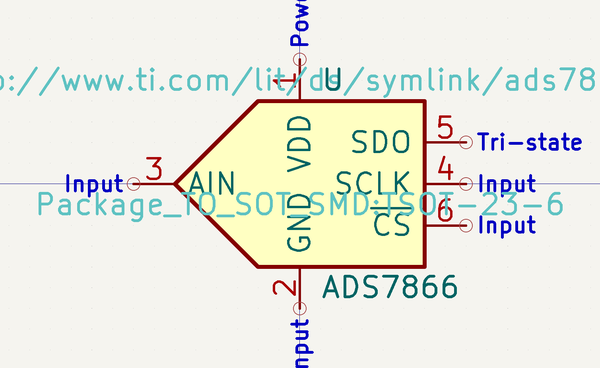 Powe
1
U
o://www.ti.com/lit/ds/symlink/ads78
VDD
SDO
5
Tri-state
Input
3
AIN
SCLK
4
Input
Package_TO_SOT_SMD:TSOT-23-6
GND
CS
6
Input
2
ADS7866
nput